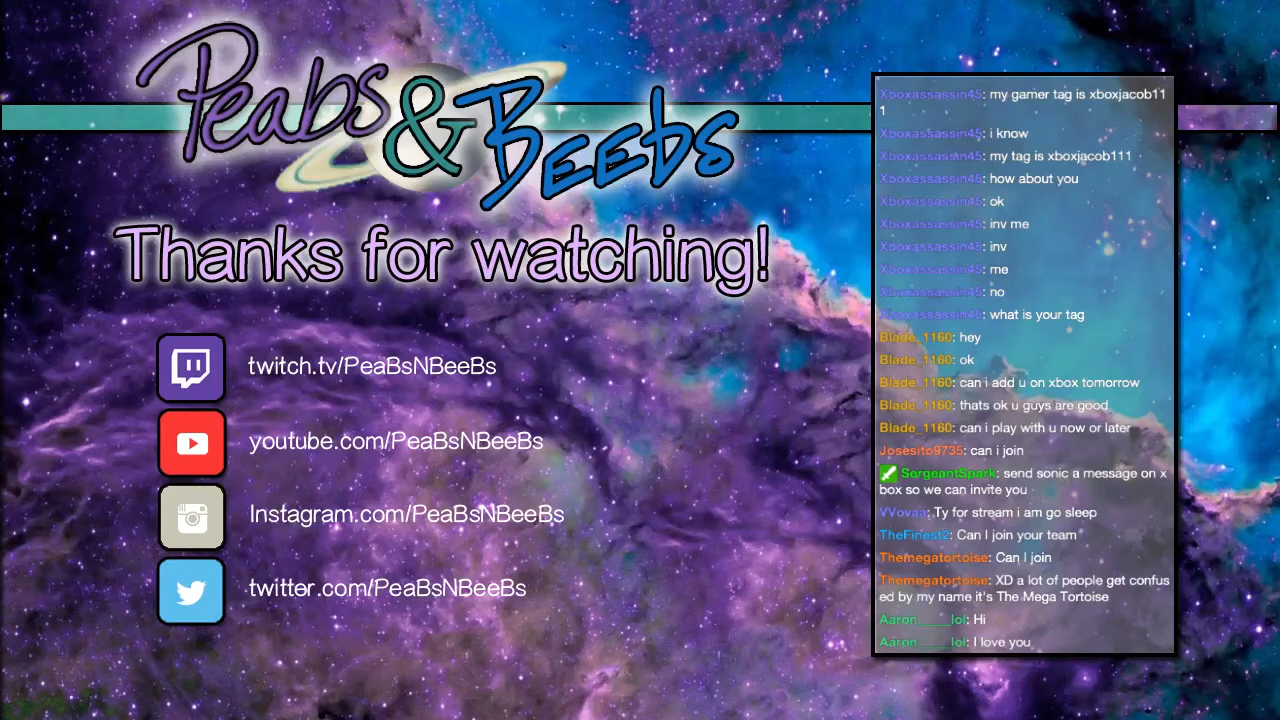 Peabs & Beebs
Thanks for watching!
twitch.tv/PeaBsNBeeBs
youtube.com/PeaBsNBeeBs
Instagram.com/PeaBsNBeeBs
twitter.com/PeaBsNBeeBs
Xboxassassin45: my gamer tag is xboxjacob11
1
Xboxassassin45: i know
Xboxassassin45: my tag is xboxjacob111
Xboxassassin45: how about you
Xboxassassin45: ok
Xboxassassin45: inv me
Xboxassassin45: inv
Xboxassassin45: me
Xboxassassin45: no
Xboxassassin45: what is your tag
Blade_1160: hey
Blade_1160: ok
Blade_1160: can i add u on xbox tomorrow
Blade_1160: thats ok u guys are good
Blade_1160: can i play with u now or later
Josesito9735: can i join
SergeantSpark: send sonic a message on x
box so we can invite you
VVovaa: Ty for stream i am go sleep
TheFinest2: Can I join your team
Themegatortoise: Can I join
Themegatortoise: XD a lot of people get confus
ed by my name it's The Mega Tortoise
Aaron_____lol: Hi
Aaron_____lol: I love you